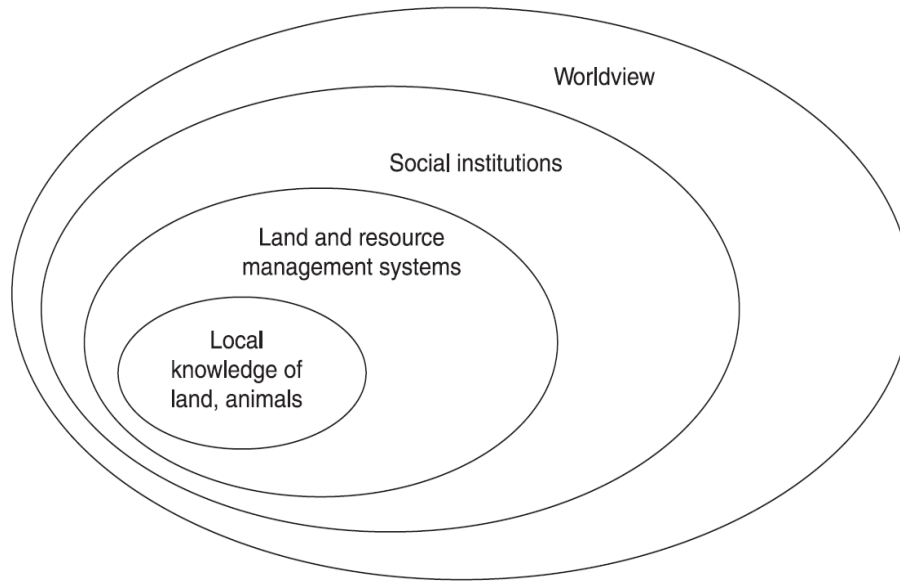 Worldview
Social institutions
Land and resource
management systems
Local
knowledge of
land, animals